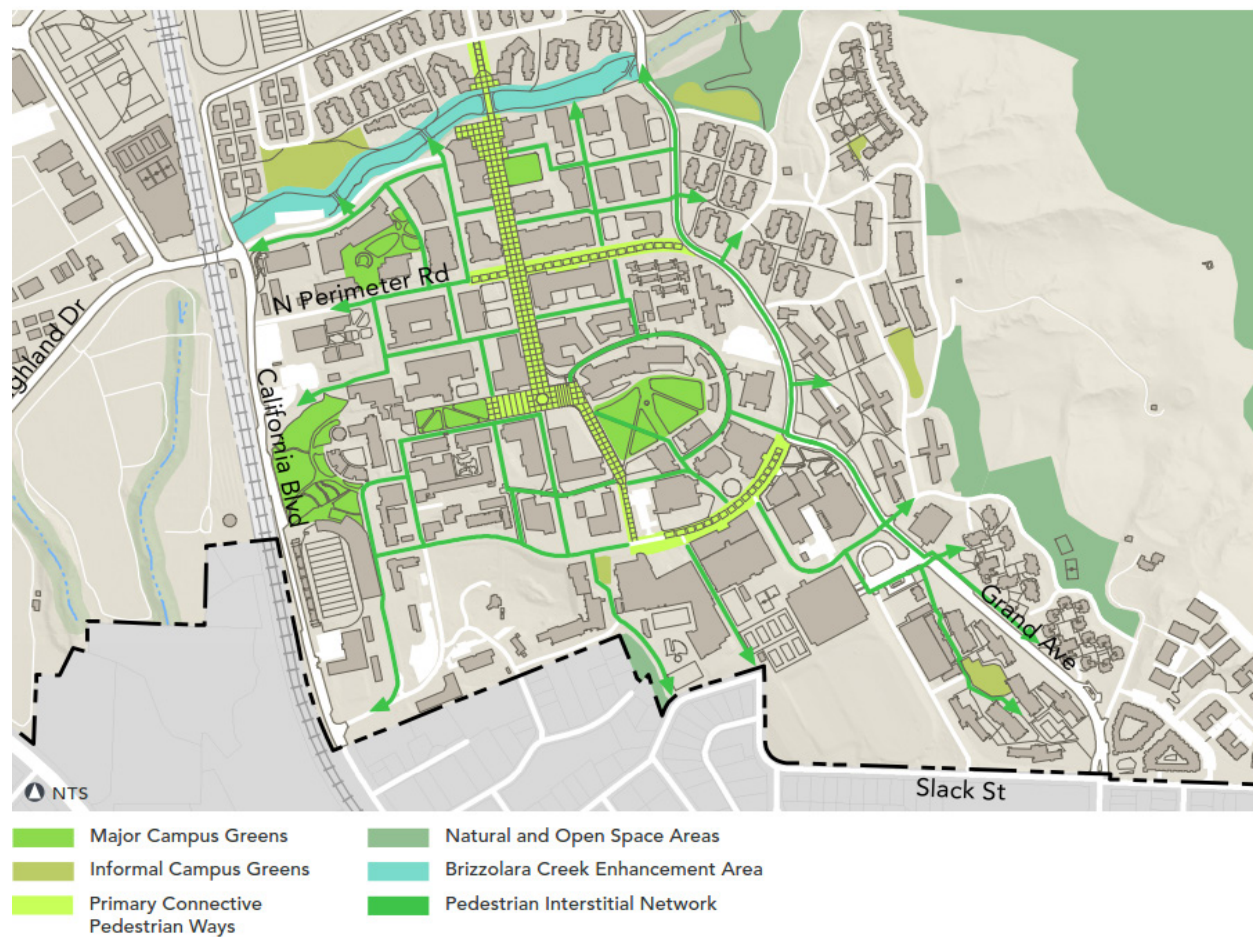 N Perimeter Rd
ghland Dr
California Blvd
Grand Ave
NTS
Slack St
Major Campus Greens
Informal Campus Greens
Primary Connective
Pedestrian Ways
Natural and Open Space Areas
Brizzolara Creek Enhancement Area
Pedestrian Interstitial Network